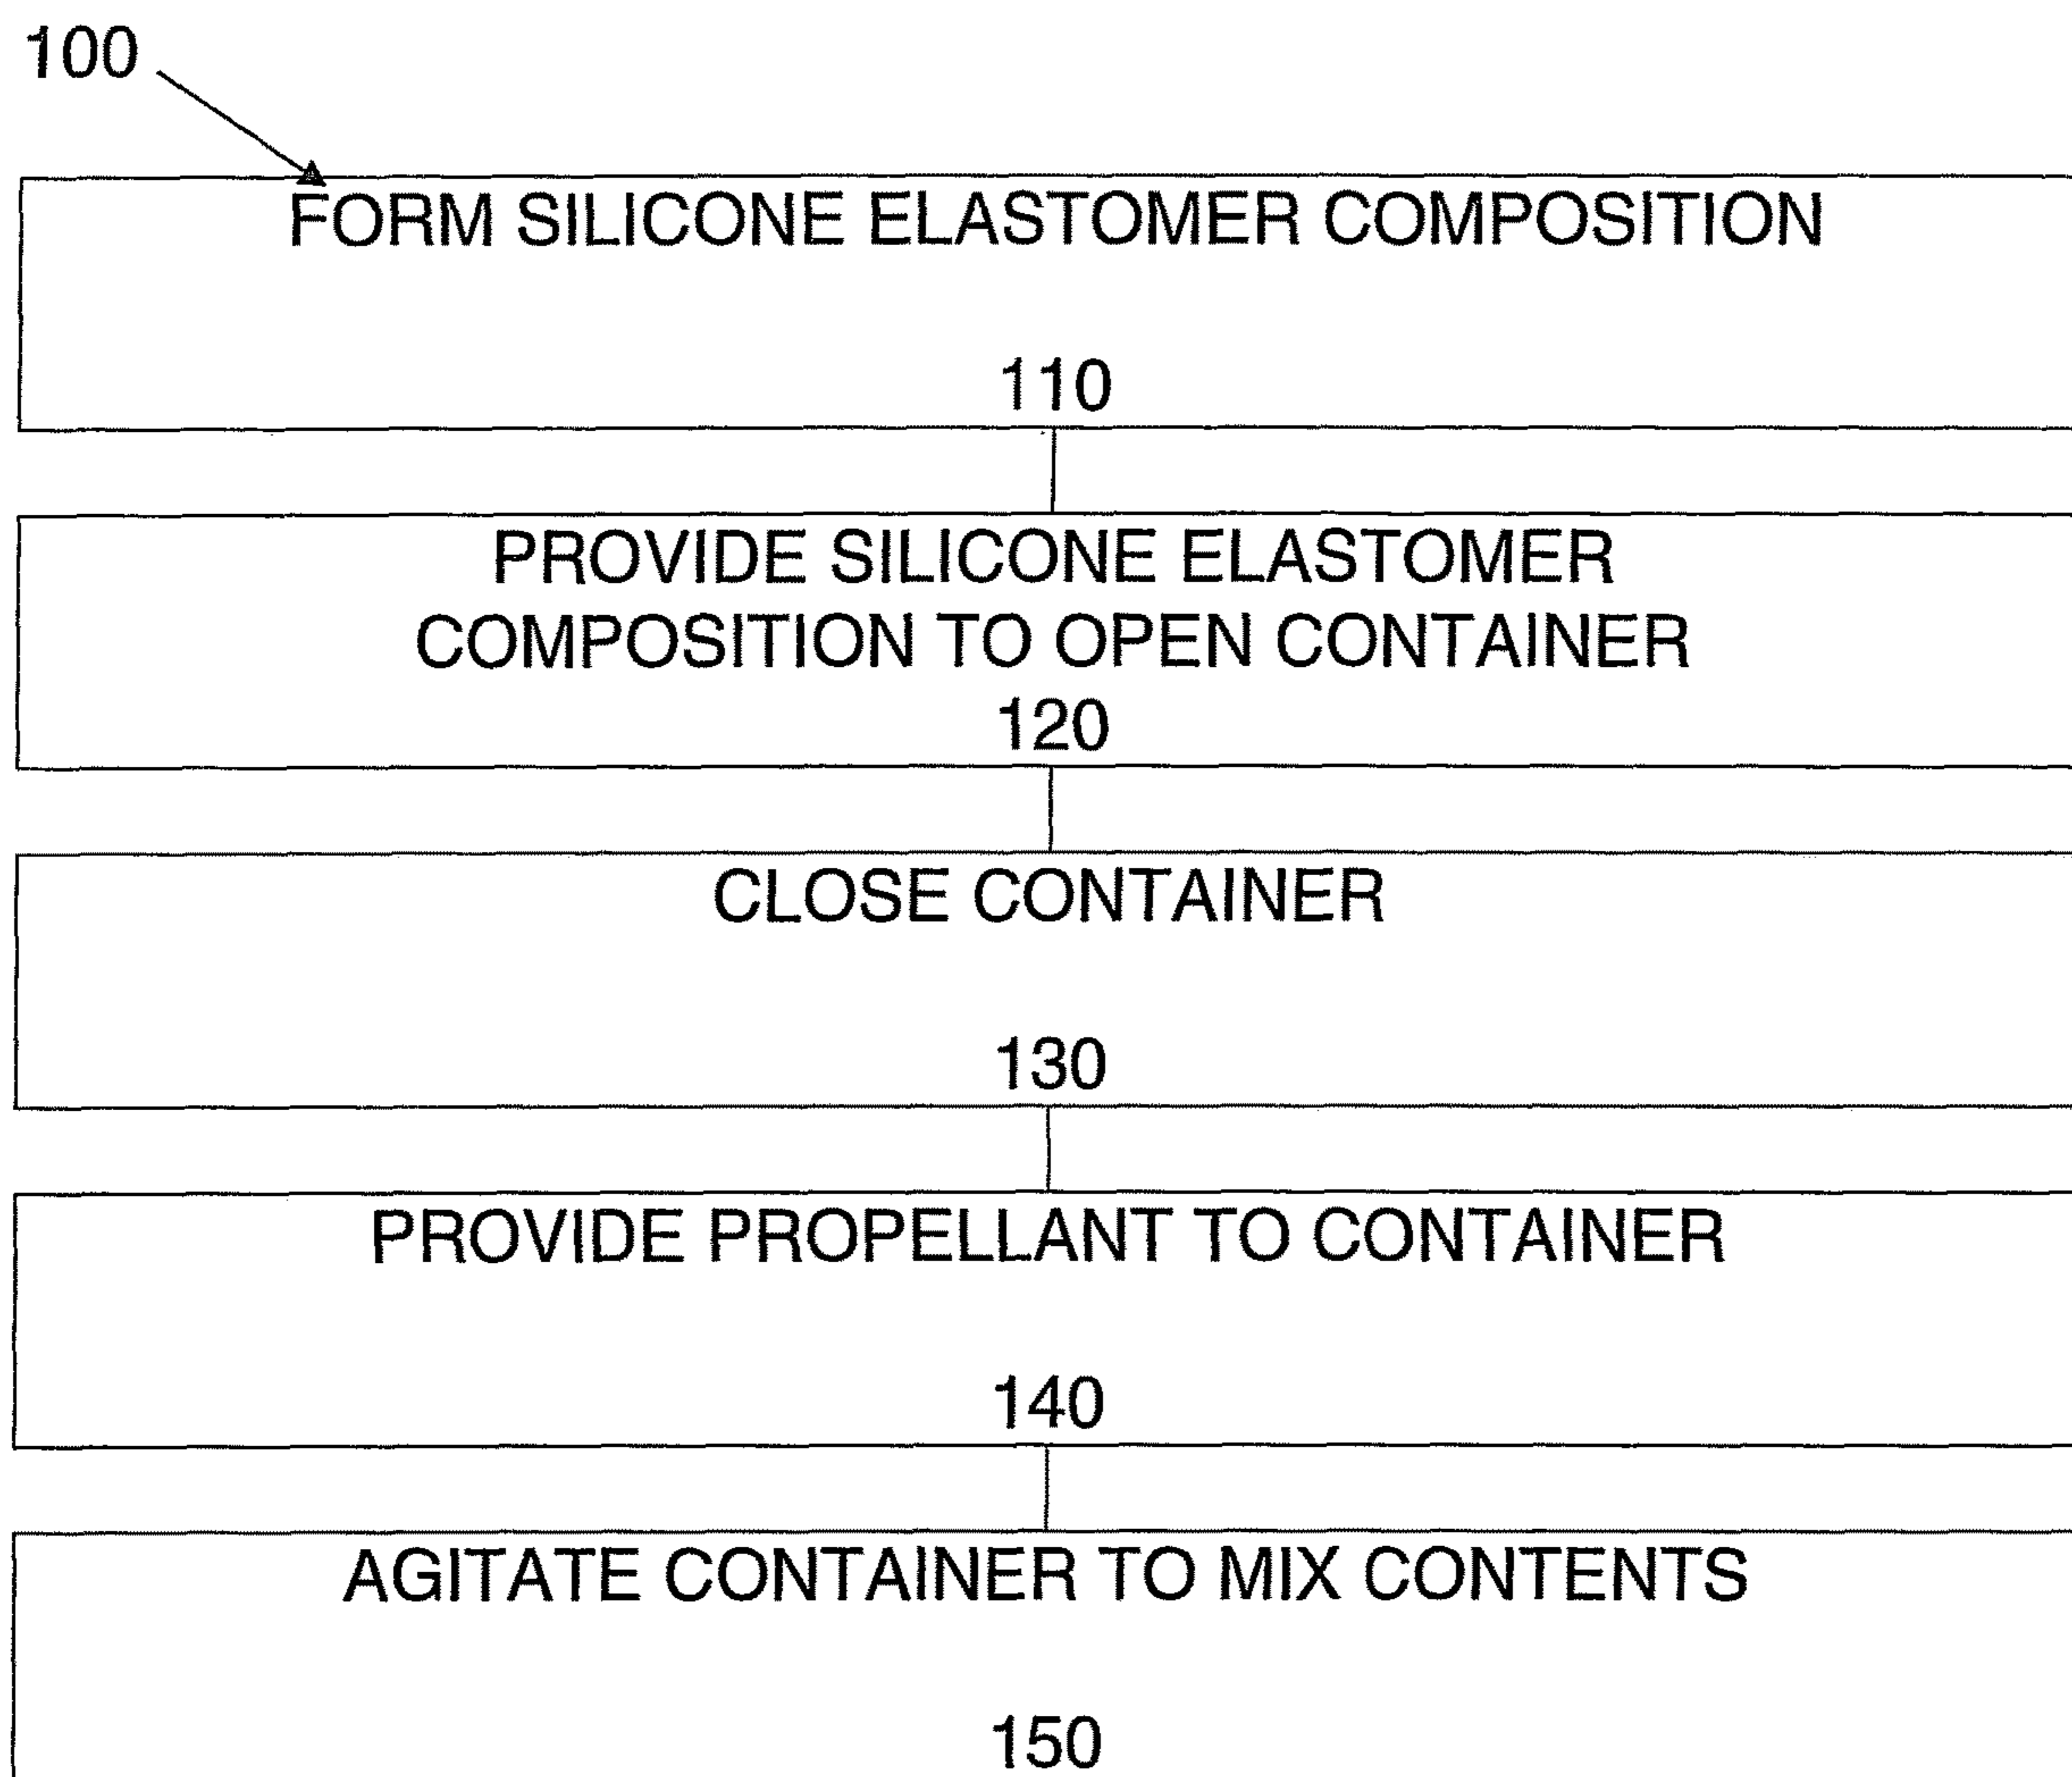 100
FORM SILICONE ELASTOMER COMPOSITION
110
PROVIDE SILICONE ELASTOMER
COMPOSITION TO OPEN CONTAINER
120
CLOSE CONTAINER
130
PROVIDE PROPELLANT TO CONTAINER
140
AGITATE CONTAINER TO MIX CONTENTS
150